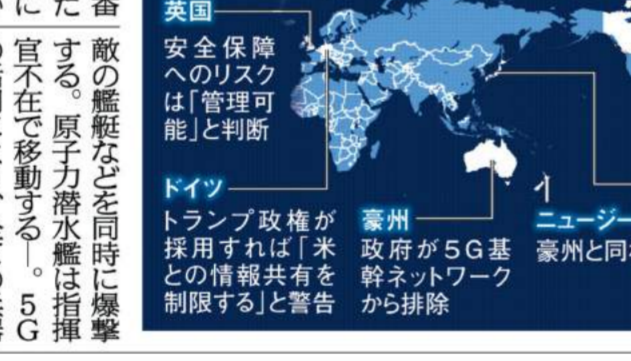 英国
安全保障
へのリスク
は「管理可
能」と判断
ドイツ
トランプ政権が
採用すれば「米
との情報共有を
制限する」と警告
豪州
政府が5G基
幹ネットワーク
から排除
ニュージー
豪州と同
敵の艦艇などを同時に爆撃
する。原子力潜水艦は指揮
官不在で移動する―。5G